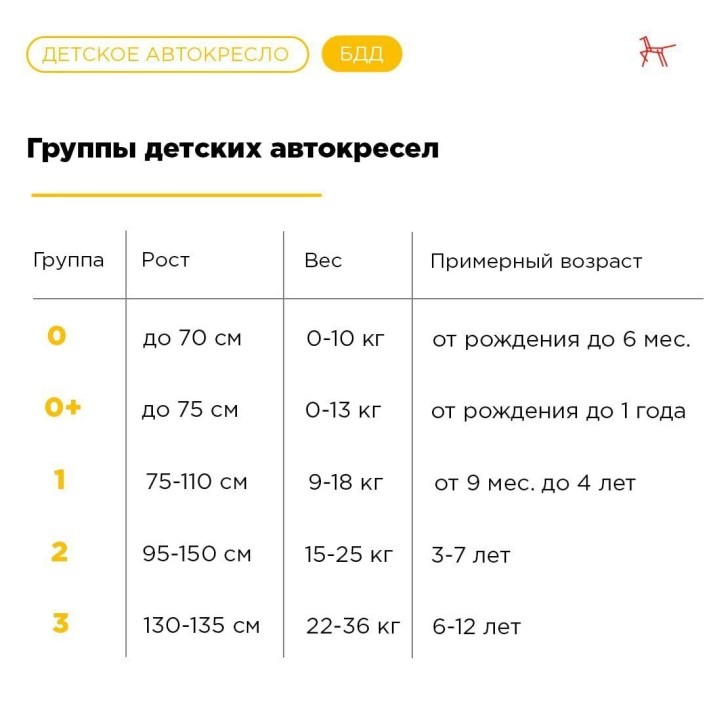 ДЕТСКОЕ АВТОКРЕСЛО БДД
Группы детских автокресел
Группа Рост Вес Примерный возраст
0 до 70 см 0-10 кг от рождения до 6 мес.
0+ до 75 см 0-13 кг от рождения до 1 года
1 75-110 см 9-18 кг от 9 мес. до 4 лет
2 95-150 см 15-25 кг 3-7 лет
3 130-135 см 22-36 кг 6-12 лет